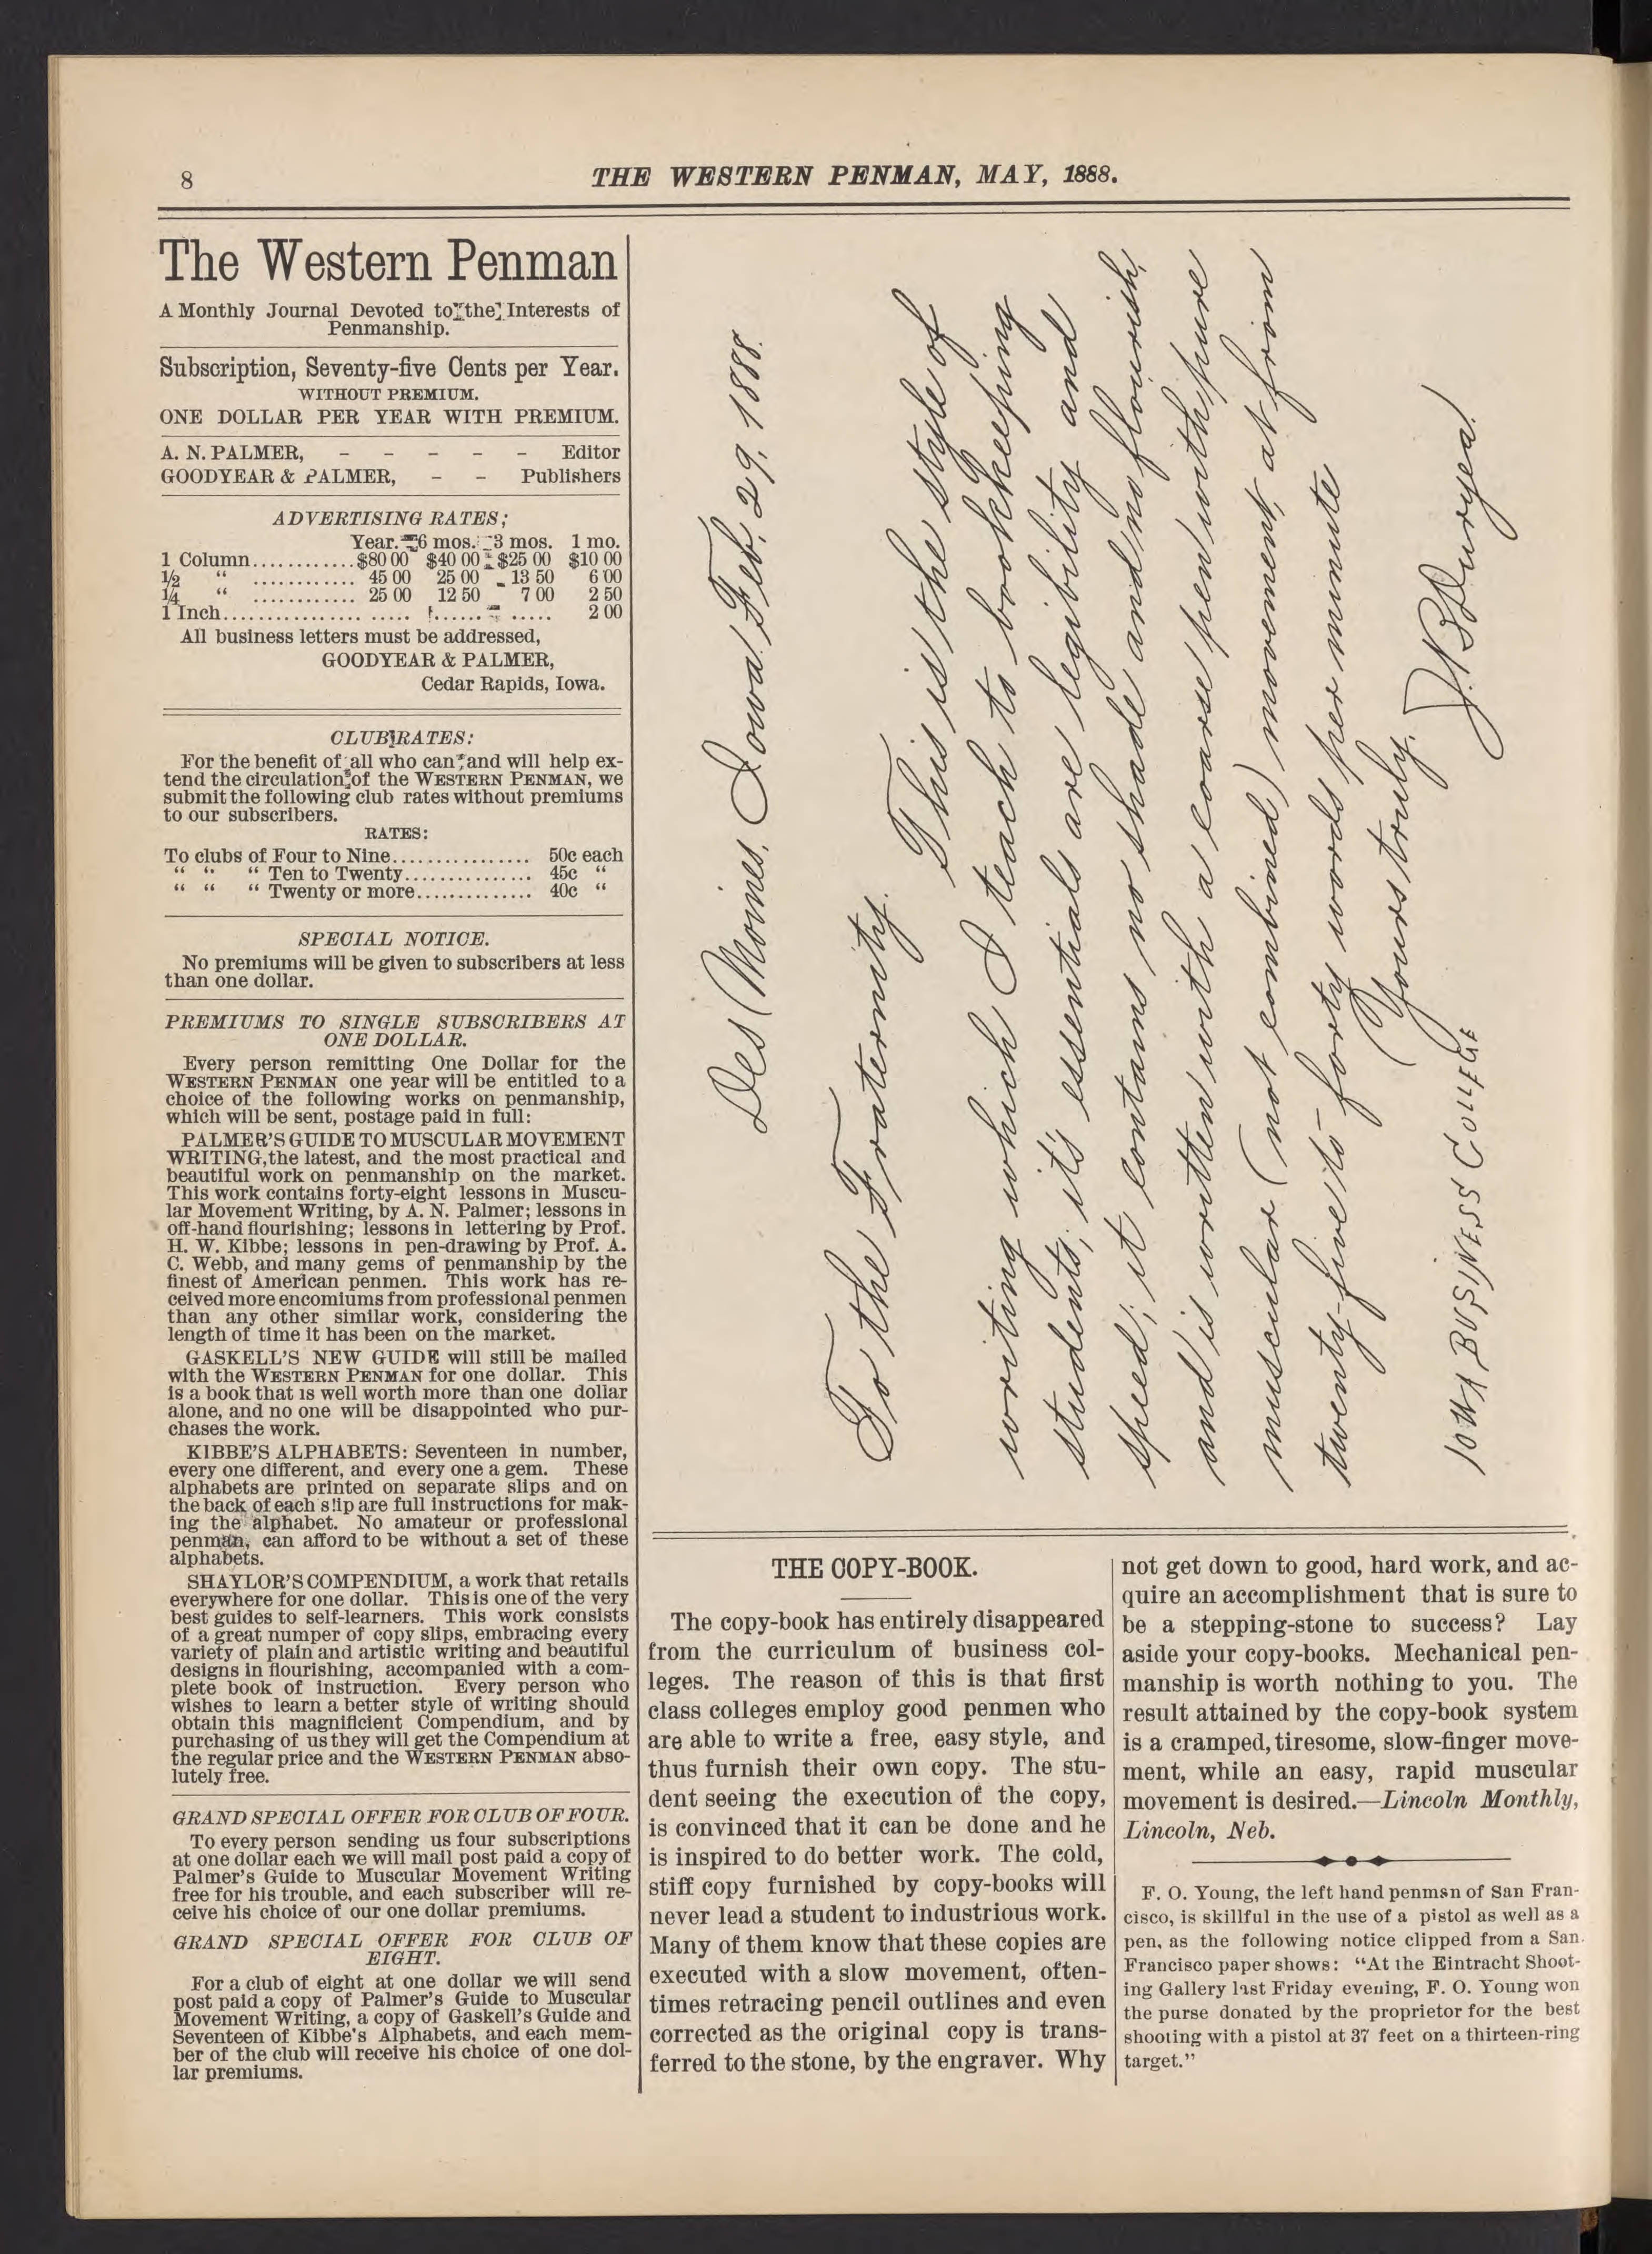 8
THE WESTERN PENMAN, MAY, 1888.
The Western Penman
A Monthly Journal Devoted to the Interests of
Penmanship.
Subscription, Seventy-five Cents per Year.
WITHOUT PREMIUM.
ONE DOLLAR PER YEAR WITH PREMIUM.
A. N. PALMER, - - - - - Editor
GOODYEAR & PALMER, - - Publishers
ADVERTISING RATES;
Year. 6 mos. 3 mos. 1 mo.
1 Column............$80 00 $40 00 $25 00 $10 00
½ “ ............ 45 00 25 00 13 50 6 00
¼ “ ............ 25 00 12 50 7 00 2 50
1 Inch................. ..... ....... ..... 2 00
All business letters must be addressed,
GOODYEAR & PALMER,
Cedar Rapids, Iowa.
CLUB RATES:
For the benefit of all who can and will help ex-
tend the circulation of the WESTERN PENMAN, we
submit the following club rates without premiums
to our subscribers.
RATES:
To clubs of Four to Nine................ 50c each
“ “ “ Ten to Twenty............... 45c “
“ “ “ Twenty or more.............. 40c “
SPECIAL NOTICE.
No premiums will be given to subscribers at less
than one dollar.
PREMIUMS TO SINGLE SUBSCRIBERS AT
ONE DOLLAR.
Every person remitting One Dollar for the
WESTERN PENMAN one year will be entitled to a
choice of the following works on penmanship,
which will be sent, postage paid in full:
PALMER'S GUIDE TO MUSCULAR MOVEMENT
WRITING, the latest, and the most practical and
beautiful work on penmanship on the market.
This work contains forty-eight lessons in Muscu-
lar Movement Writing, by A. N. Palmer; lessons in
off-hand flourishing; lessons in lettering by Prof.
H. W. Kibbe; lessons in pen-drawing by Prof. A.
C. Webb, and many gems of penmanship by the
finest of American penmen. This work has re-
ceived more encomiums from professional penmen
than any other similar work, considering the
length of time it has been on the market.
GASKELL'S NEW GUIDE will still be mailed
with the WESTERN PENMAN for one dollar. This
is a book that is well worth more than one dollar
alone, and no one will be disappointed who pur-
chases the work.
KIBBE'S ALPHABETS: Seventeen in number,
every one different, and every one a gem. These
alphabets are printed on separate slips and on
the back of each slip are full instructions for mak-
ing the alphabet. No amateur or professional
penman, can afford to be without a set of these
alphabets.
SHAYLOR'S COMPENDIUM, a work that retails
everywhere for one dollar. This is one of the very
best guides to self-learners. This work consists
of a great numper of copy slips, embracing every
variety of plain and artistic writing and beautiful
designs in flourishing, accompanied with a com-
plete book of instruction. Every person who
wishes to learn a better style of writing should
obtain this magnificient Compendium, and by
purchasing of us they will get the Compendium at
the regular price and the WESTERN PENMAN abso-
lutely free.
GRAND SPECIAL OFFER FOR CLUB OF FOUR.
To every person sending us four subscriptions
at one dollar each we will mail post paid a copy of
Palmer's Guide to Muscular Movement Writing
free for his trouble, and each subscriber will re-
ceive his choice of our one dollar premiums.
GRAND SPECIAL OFFER FOR CLUB OF
EIGHT.
For a club of eight at one dollar we will send
post paid a copy of Palmer's Guide to Muscular
Movement Writing, a copy of Gaskell's Guide and
Seventeen of Kibbe's Alphabets, and each mem-
ber of the club will receive his choice of one dol-
lar premiums.
Des Moines, Iowa Feb, 29, 1888.
To the Fraternity.
This is the style of
writing which I teach to bookkeeping
students; it's essentials are legibility and
speed; it contains no shade and no flourish,
and is written with a coarse pen with pure
muscular (not combined) movement, at from
twenty-five to forty words per minute
Yours truly,
J. B. Duryea.
IOWA BUSINESS COLLEGE
THE COPY-BOOK.
The copy-book has entirely disappeared
from the curriculum of business col-
leges. The reason of this is that first
class colleges employ good penmen who
are able to write a free, easy style, and
thus furnish their own copy. The stu-
dent seeing the execution of the copy,
is convinced that it can be done and he
is inspired to do better work. The cold,
stiff copy furnished by copy-books will
never lead a student to industrious work.
Many of them know that these copies are
executed with a slow movement, often-
times retracing pencil outlines and even
corrected as the original copy is trans-
ferred to the stone, by the engraver. Why
not get down to good, hard work, and ac-
quire an accomplishment that is sure to
be a stepping-stone to success? Lay
aside your copy-books. Mechanical pen-
manship is worth nothing to you. The
result attained by the copy-book system
is a cramped, tiresome, slow-finger move-
ment, while an easy, rapid muscular
movement is desired.—Lincoln Monthly,
Lincoln, Neb.
F. O. Young, the left hand penman of San Fran-
cisco, is skillful in the use of a pistol as well as a
pen, as the following notice clipped from a San
Francisco paper shows: “At the Eintracht Shoot-
ing Gallery last Friday evening, F. O. Young won
the purse donated by the proprietor for the best
shooting with a pistol at 37 feet on a thirteen-ring
target.”